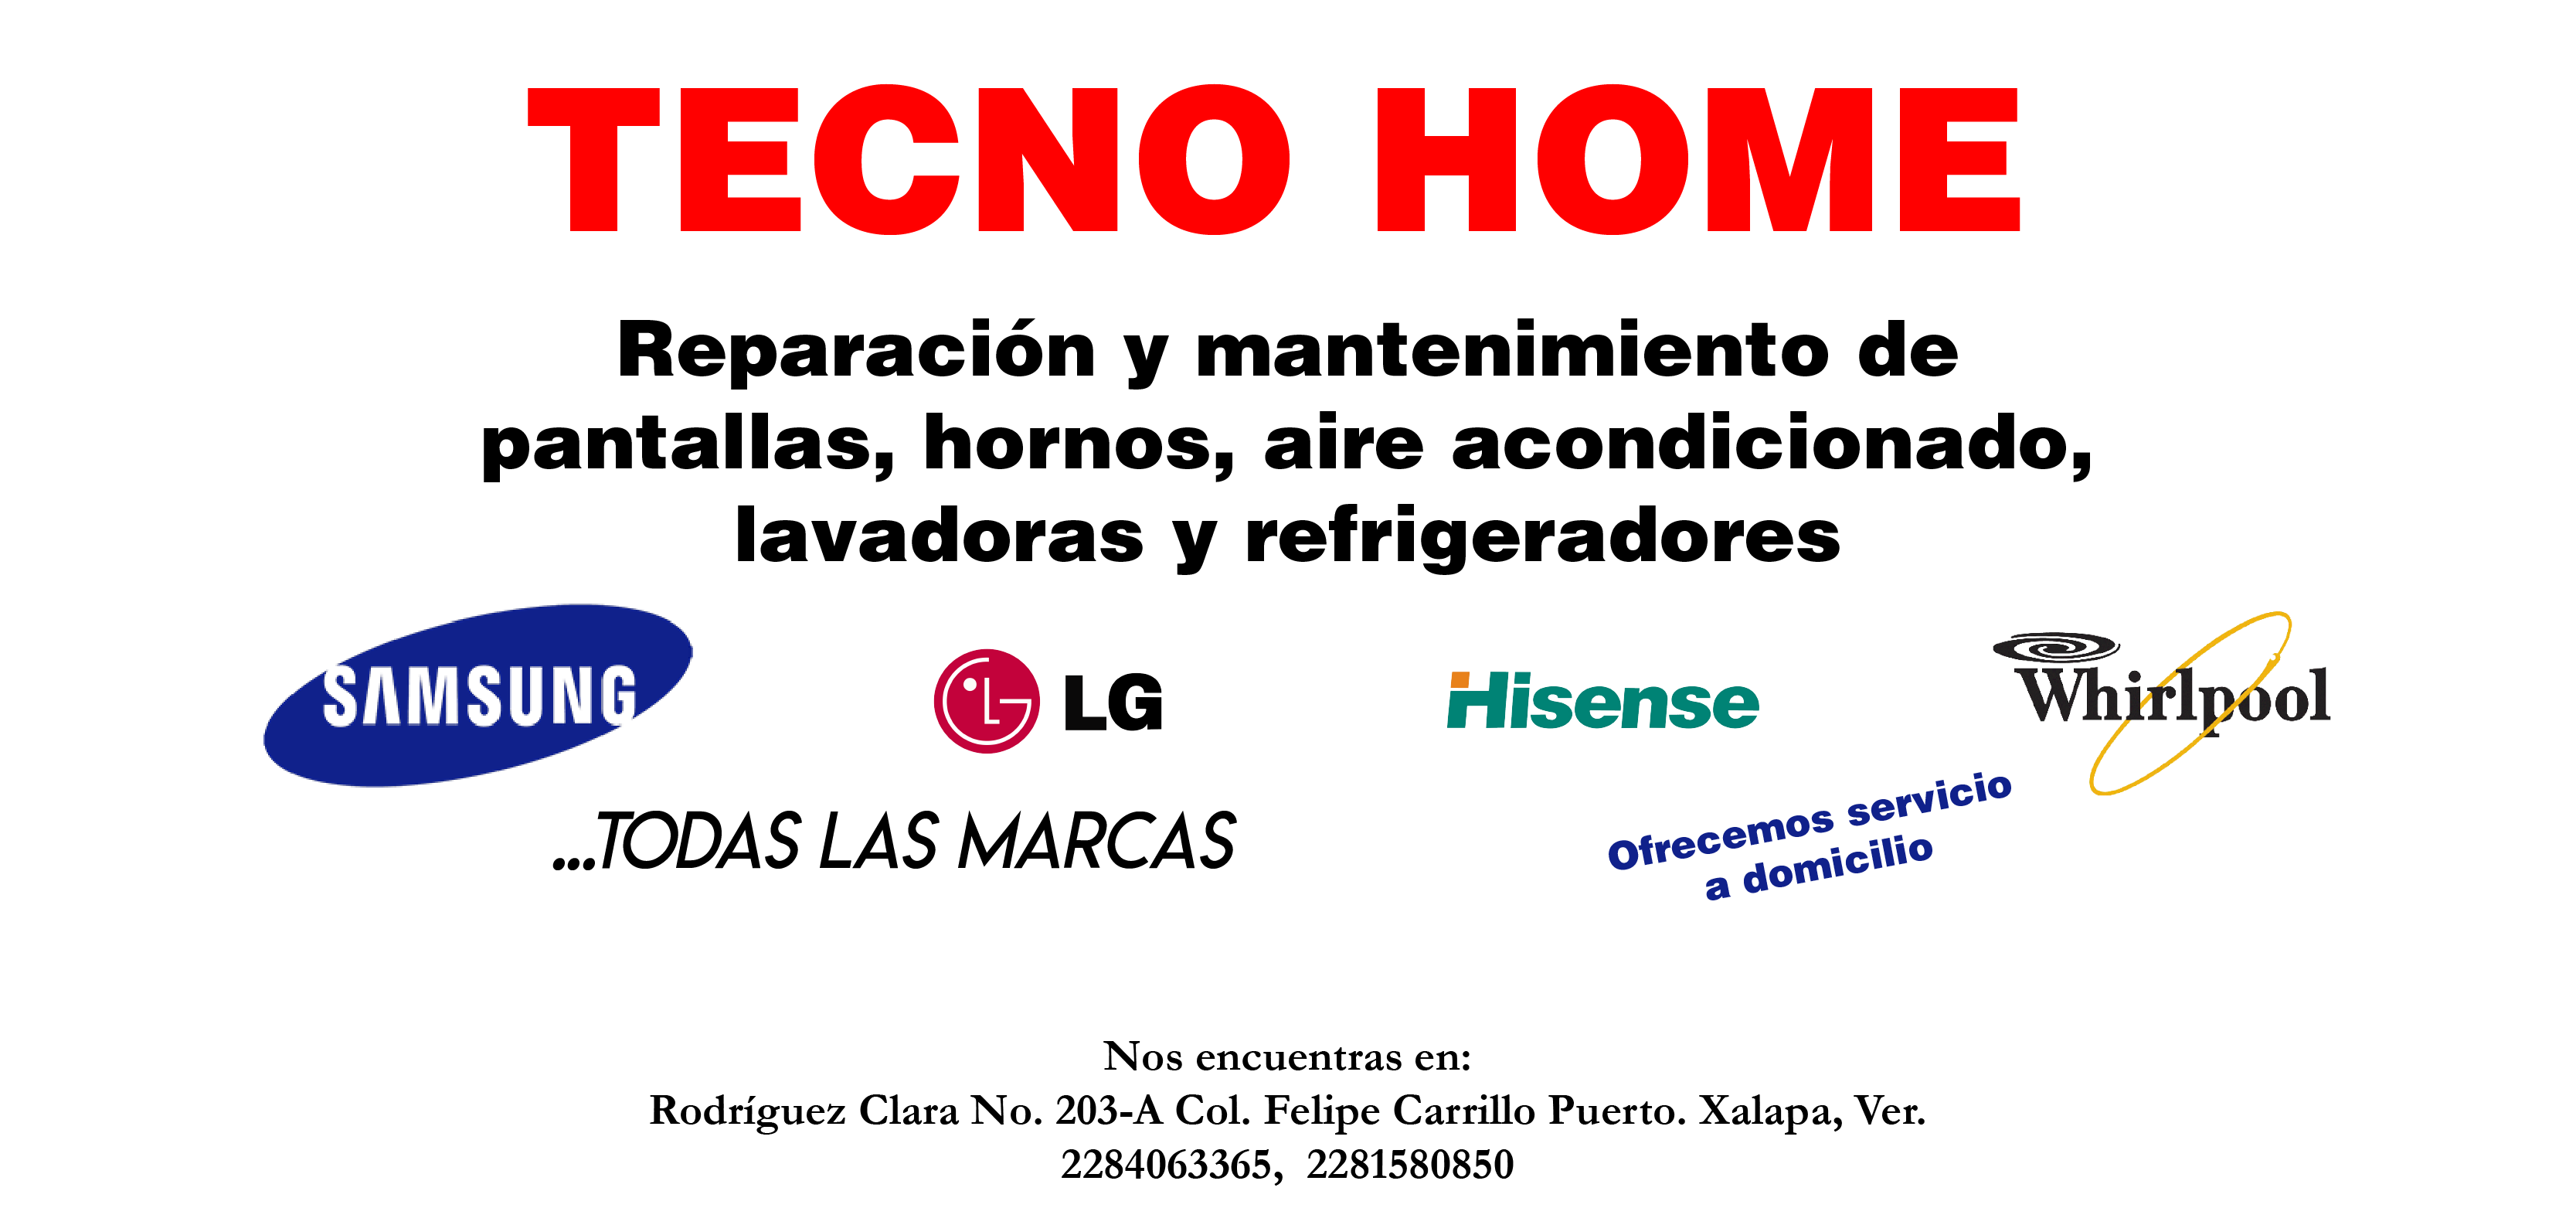 TECNO HOME
Reparación y mantenimiento de
pantallas, hornos, aire acondicionado,
lavadoras y refrigeradores
SAMSUNG
LG
Hisense
Whirlpool
...TODAS LAS MARCAS
Ofrecemos servicio
a domicilio
Nos encuentras en:
Rodríguez Clara No. 203-A Col. Felipe Carrillo Puerto. Xalapa, Ver.
2284063365, 2281580850